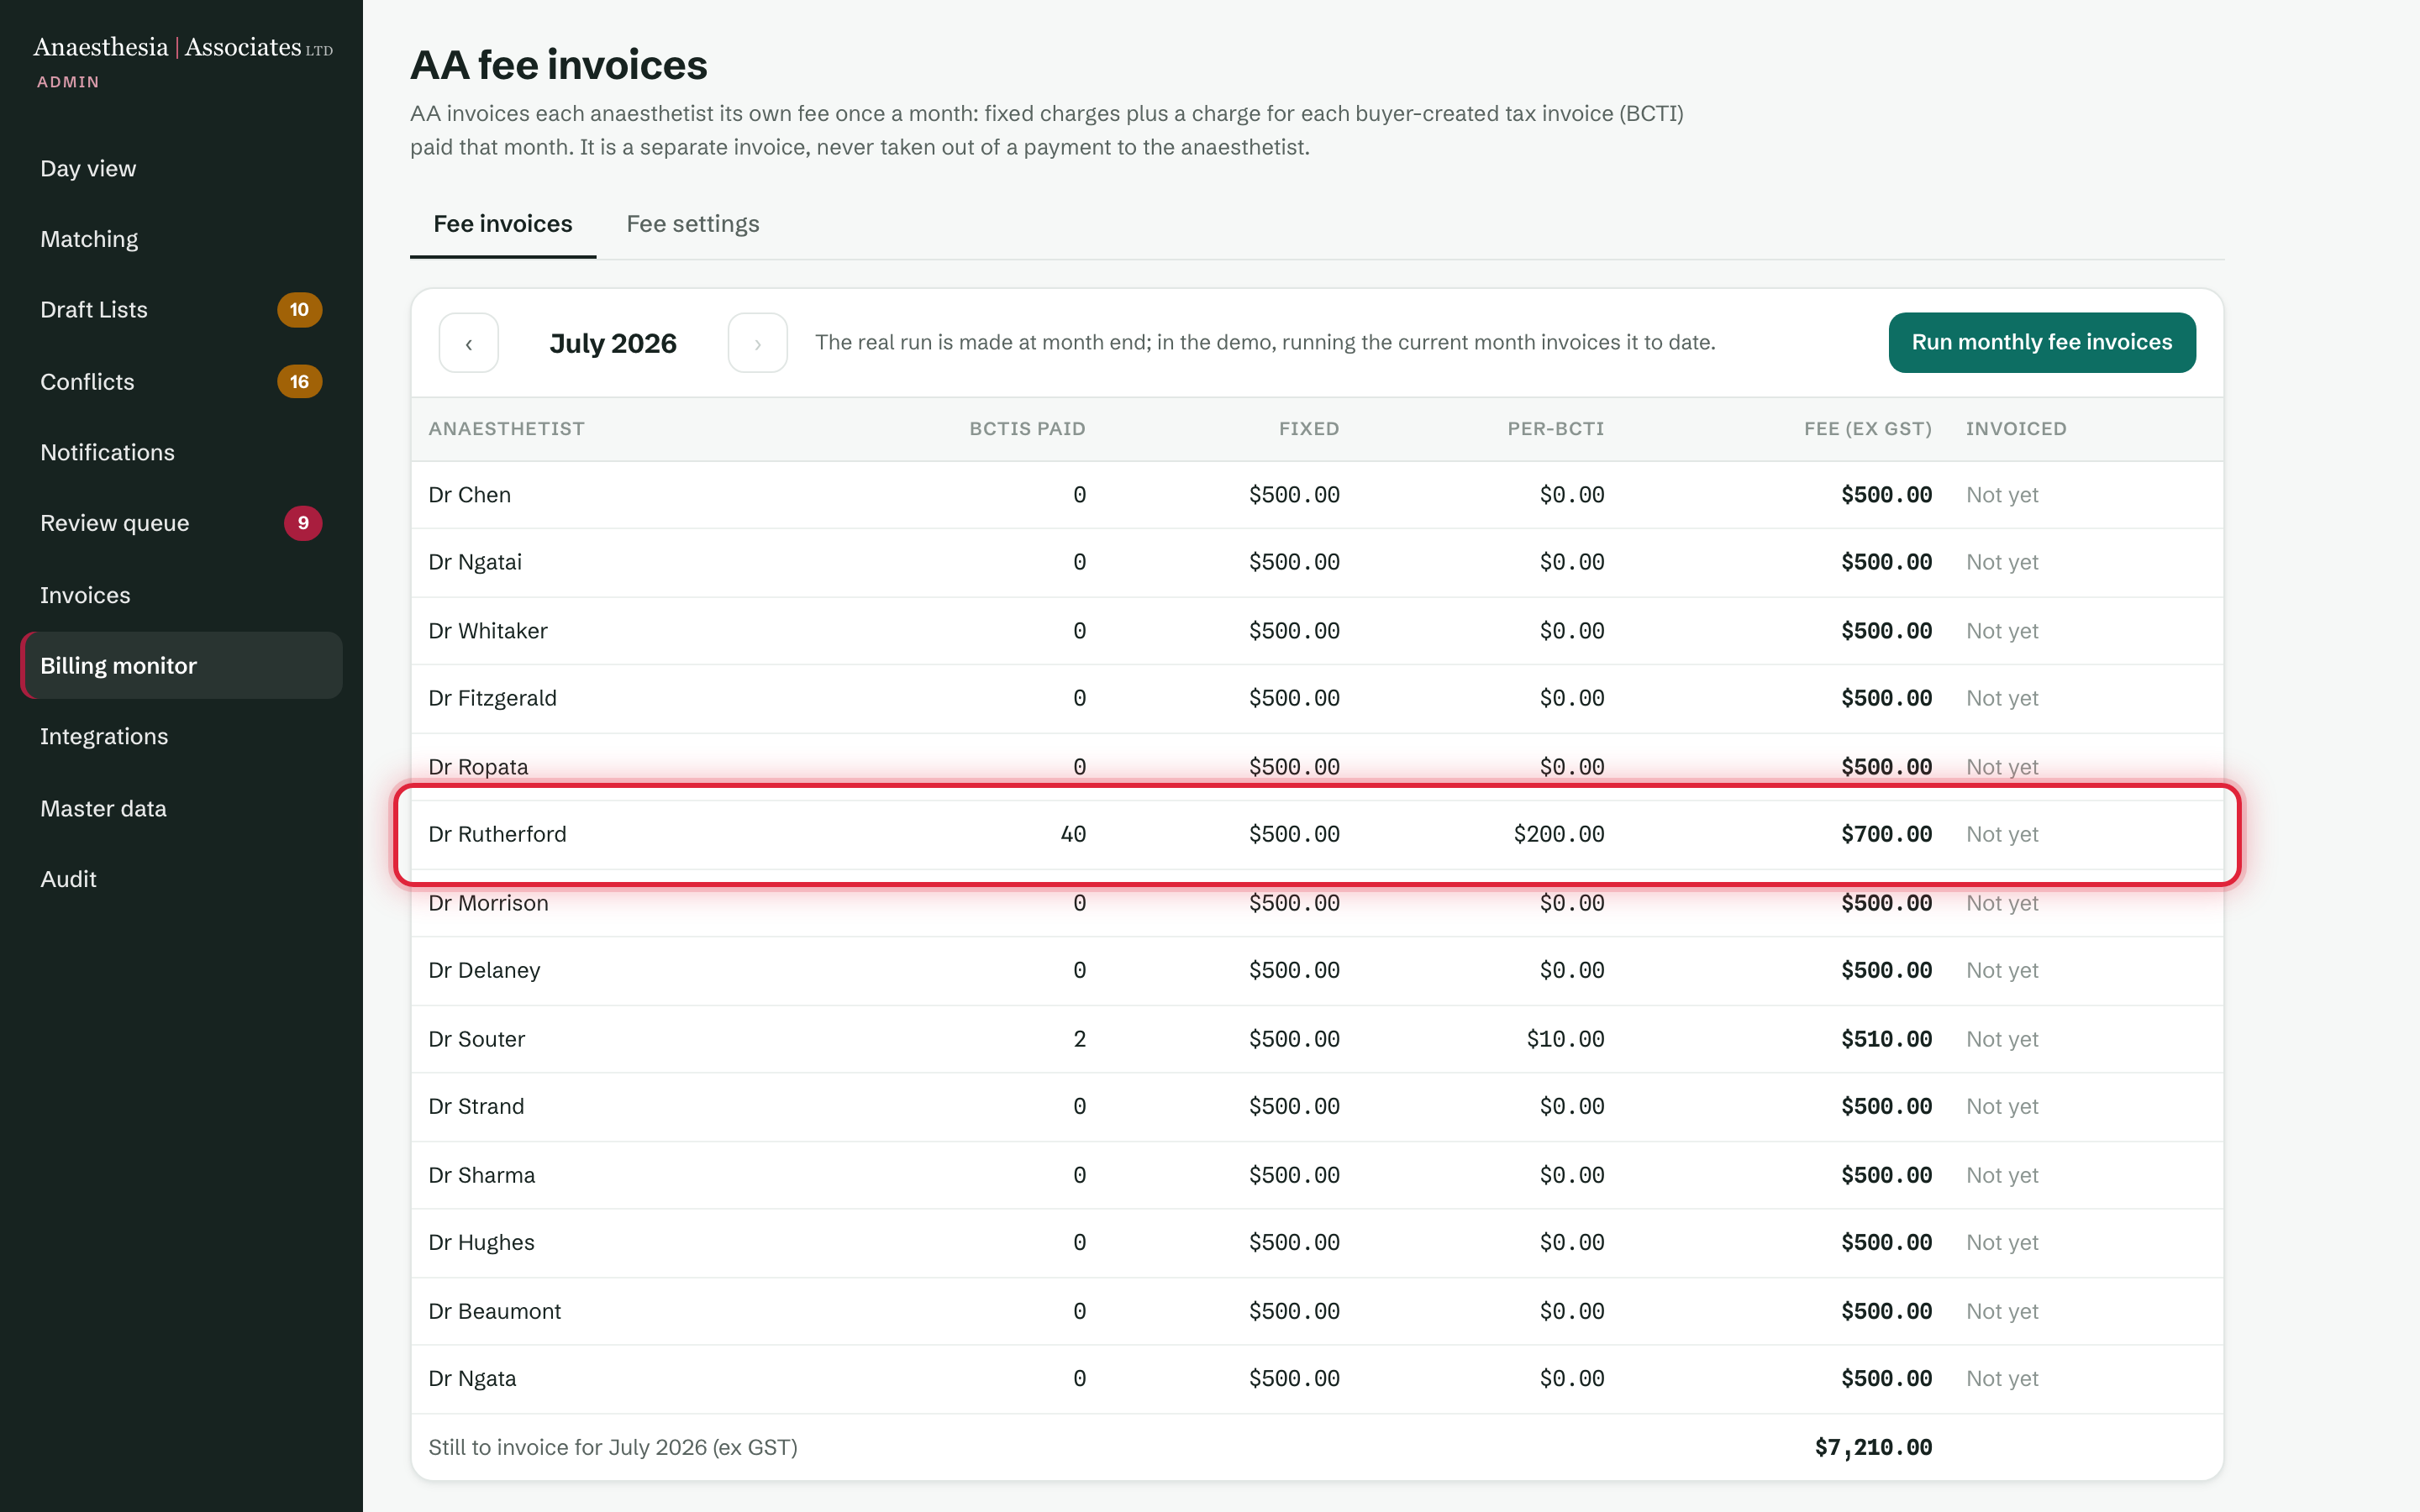 Anaesthesia | Associates LTD
ADMIN
Day view
Matching
Draft Lists 10
Conflicts 16
Notifications
Review queue 9
Invoices
Billing monitor
Integrations
Master data
Audit
AA fee invoices
AA invoices each anaesthetist its own fee once a month: fixed charges plus a charge for each buyer-created tax invoice (BCTI)
paid that month. It is a separate invoice, never taken out of a payment to the anaesthetist.
Fee invoices Fee settings
‹ July 2026 › The real run is made at month end; in the demo, running the current month invoices it to date. Run monthly fee invoices
ANAESTHETIST BCTIS PAID FIXED PER-BCTI FEE (EX GST) INVOICED
Dr Chen 0 $500.00 $0.00 $500.00 Not yet
Dr Ngatai 0 $500.00 $0.00 $500.00 Not yet
Dr Whitaker 0 $500.00 $0.00 $500.00 Not yet
Dr Fitzgerald 0 $500.00 $0.00 $500.00 Not yet
Dr Ropata 0 $500.00 $0.00 $500.00 Not yet
Dr Rutherford 40 $500.00 $200.00 $700.00 Not yet
Dr Morrison 0 $500.00 $0.00 $500.00 Not yet
Dr Delaney 0 $500.00 $0.00 $500.00 Not yet
Dr Souter 2 $500.00 $10.00 $510.00 Not yet
Dr Strand 0 $500.00 $0.00 $500.00 Not yet
Dr Sharma 0 $500.00 $0.00 $500.00 Not yet
Dr Hughes 0 $500.00 $0.00 $500.00 Not yet
Dr Beaumont 0 $500.00 $0.00 $500.00 Not yet
Dr Ngata 0 $500.00 $0.00 $500.00 Not yet
Still to invoice for July 2026 (ex GST) $7,210.00